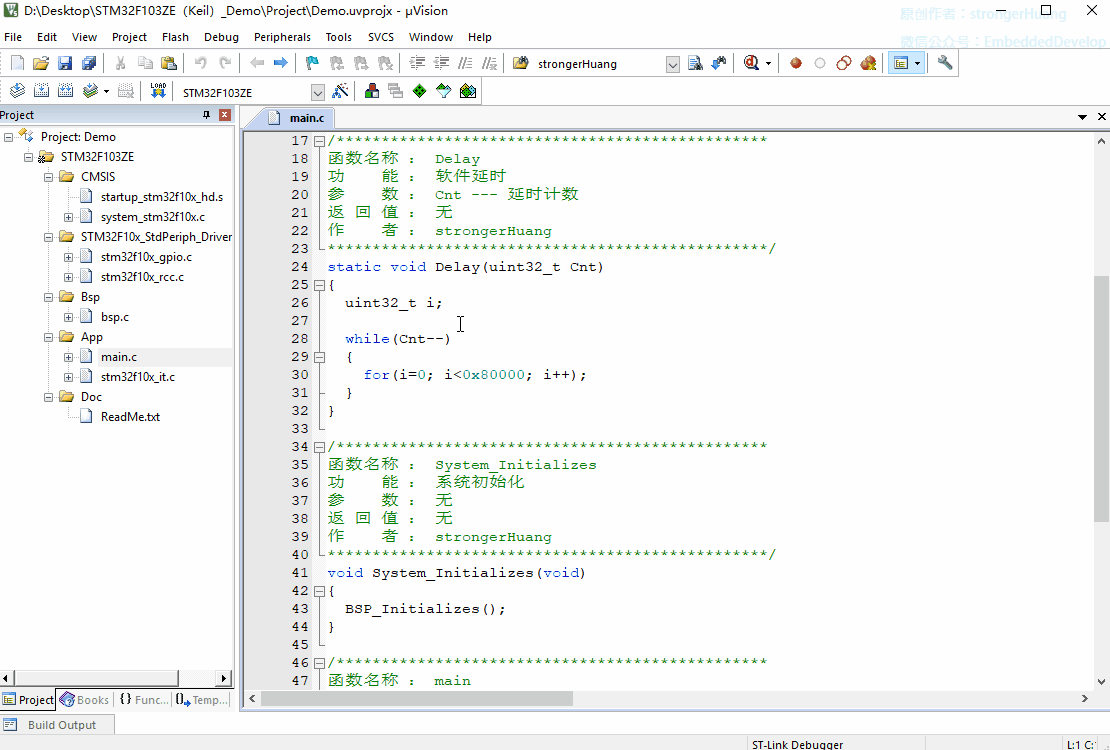 D:\Desktop\STM32F103ZE（Keil）_Demo\Project\Demo.uvprojx - µVision
原创作者：strongerHuang
微信公众号：EmbeddedDevelop
File Edit View Project Flash Debug Peripherals Tools SVCS Window Help
strongerHuang
LOAD STM32F103ZE
Project
main.c
Project: Demo
STM32F103ZE
CMSIS
startup_stm32f10x_hd.s
system_stm32f10x.c
STM32F10x_StdPeriph_Driver
stm32f10x_gpio.c
stm32f10x_rcc.c
Bsp
bsp.c
App
main.c
stm32f10x_it.c
Doc
ReadMe.txt
17 /************************************************
18 函数名称 ： Delay
19 功 能 ： 软件延时
20 参 数 ： Cnt --- 延时计数
21 返 回 值 ： 无
22 作 者 ： strongerHuang
23 *************************************************/
24 static void Delay(uint32_t Cnt)
25 {
26 uint32_t i;
27
28 while(Cnt--)
29 {
30 for(i=0; i<0x80000; i++);
31 }
32 }
33
34 /************************************************
35 函数名称 ： System_Initializes
36 功 能 ： 系统初始化
37 参 数 ： 无
38 返 回 值 ： 无
39 作 者 ： strongerHuang
40 *************************************************/
41 void System_Initializes(void)
42 {
43 BSP_Initializes();
44 }
45
46 /************************************************
47 函数名称 ： main
Project Books {} Func... Temp...
Build Output
ST-Link Debugger L:1 C: